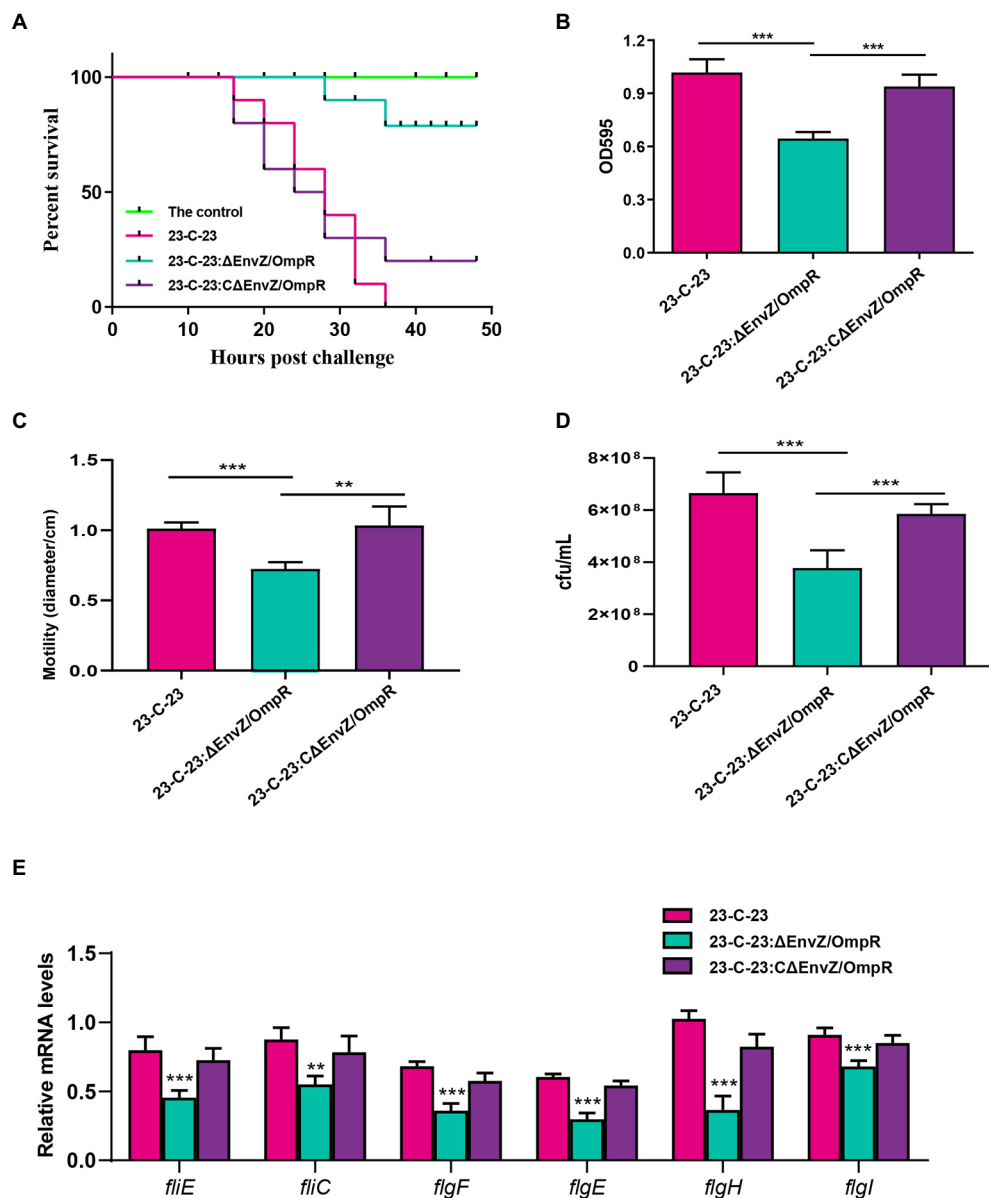 A
Percent survival
100
50
0
The control
23-C-23
23-C-23:ΔEnvZ/OmpR
23-C-23:CΔEnvZ/OmpR
0 10 20 30 40 50
Hours post challenge
B
OD595
1.2
0.9
0.6
0.3
0.0
*** ***
23-C-23
23-C-23:ΔEnvZ/OmpR
23-C-23:CΔEnvZ/OmpR
C
Motility (diameter/cm)
1.5
1.0
0.5
0.0
***
**
23-C-23
23-C-23:ΔEnvZ/OmpR
23-C-23:CΔEnvZ/OmpR
D
cfu/mL
8×10⁸
6×10⁸
4×10⁸
2×10⁸
0
***
***
23-C-23
23-C-23:ΔEnvZ/OmpR
23-C-23:CΔEnvZ/OmpR
E
23-C-23
23-C-23:ΔEnvZ/OmpR
23-C-23:CΔEnvZ/OmpR
Relative mRNA levels
1.5
1.0
0.5
0.0
*** ** *** *** *** ***
fliE fliC flgF flgE flgH flgI